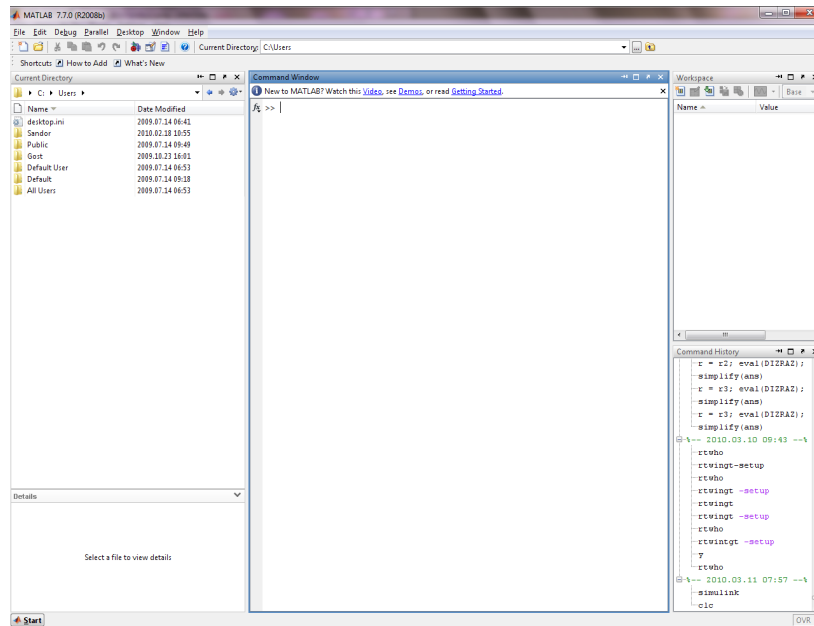 MATLAB 7.7.0 (R2008b)
File Edit Debug Parallel Desktop Window Help
Current Directory: C:\Users
Shortcuts How to Add What's New
Current Directory
C: Users
Name Date Modified
desktop.ini 2009.07.14 06:41
Sandor 2010.02.18 10:55
Public 2009.07.14 09:49
Gost 2009.10.23 16:01
Default User 2009.07.14 06:53
Default 2009.07.14 09:18
All Users 2009.07.14 06:53
Details
Select a file to view details
Start
Command Window
New to MATLAB? Watch this Video, see Demos, or read Getting Started.
fx >>
Workspace
Base
Name Value
Command History
r = r2; eval(DIZRAZ);
simplify(ans)
r = r3; eval(DIZRAZ);
simplify(ans)
r = r3; eval(DIZRAZ);
simplify(ans)
%-- 2010.03.10 09:43 --%
rtwho
rtwingt-setup
rtwho
rtwingt -setup
rtwingt
rtwingt -setup
rtwho
rtwintgt -setup
y
rtwho
%-- 2010.03.11 07:57 --%
simulink
clc
OVR